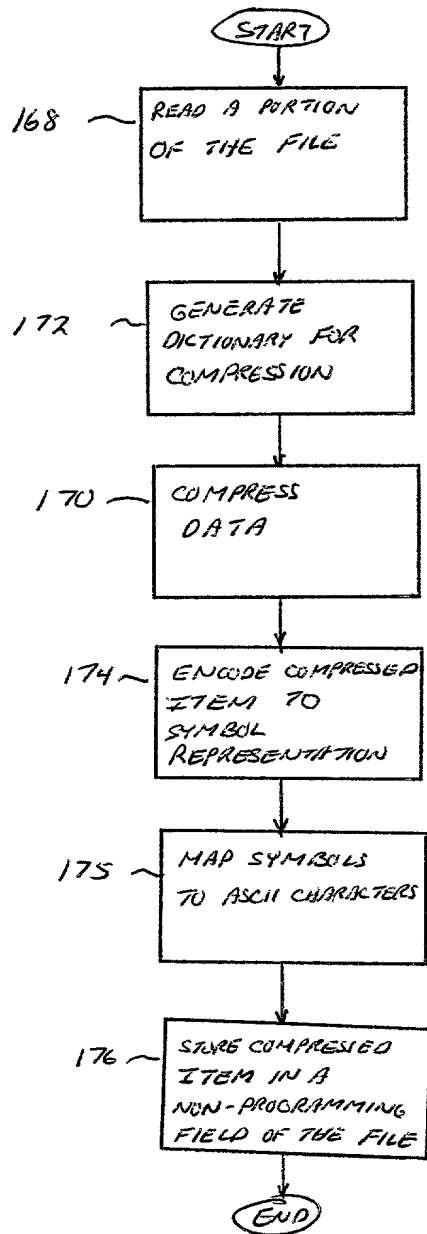 START
168
READ A PORTION
OF THE FILE
172
GENERATE
DICTIONARY FOR
COMPRESSION
170
COMPRESS
DATA
174
ENCODE COMPRESSED
ITEM TO
SYMBOL
REPRESENTATION
175
MAP SYMBOLS
TO ASCII CHARACTERS
176
STORE COMPRESSED
ITEM IN A
NON-PROGRAMMING
FIELD OF THE FILE
END